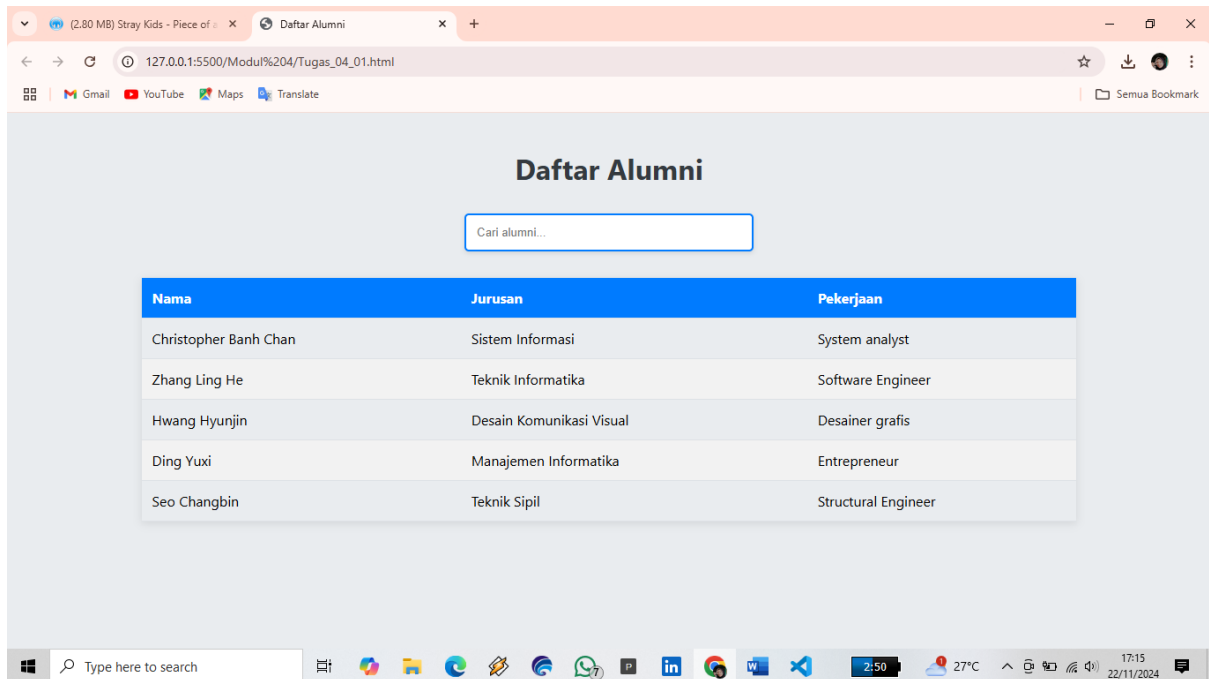 (2.80 MB) Stray Kids - Piece of a
Daftar Alumni
127.0.0.1:5500/Modul%204/Tugas_04_01.html
Gmail YouTube Maps Translate Semua Bookmark
Daftar Alumni
Cari alumni...
Nama Jurusan Pekerjaan
Christopher Banh Chan Sistem Informasi System analyst
Zhang Ling He Teknik Informatika Software Engineer
Hwang Hyunjin Desain Komunikasi Visual Desainer grafis
Ding Yuxi Manajemen Informatika Entrepreneur
Seo Changbin Teknik Sipil Structural Engineer
Type here to search 7 P in W 2:50 1 27°C 17:15
22/11/2024